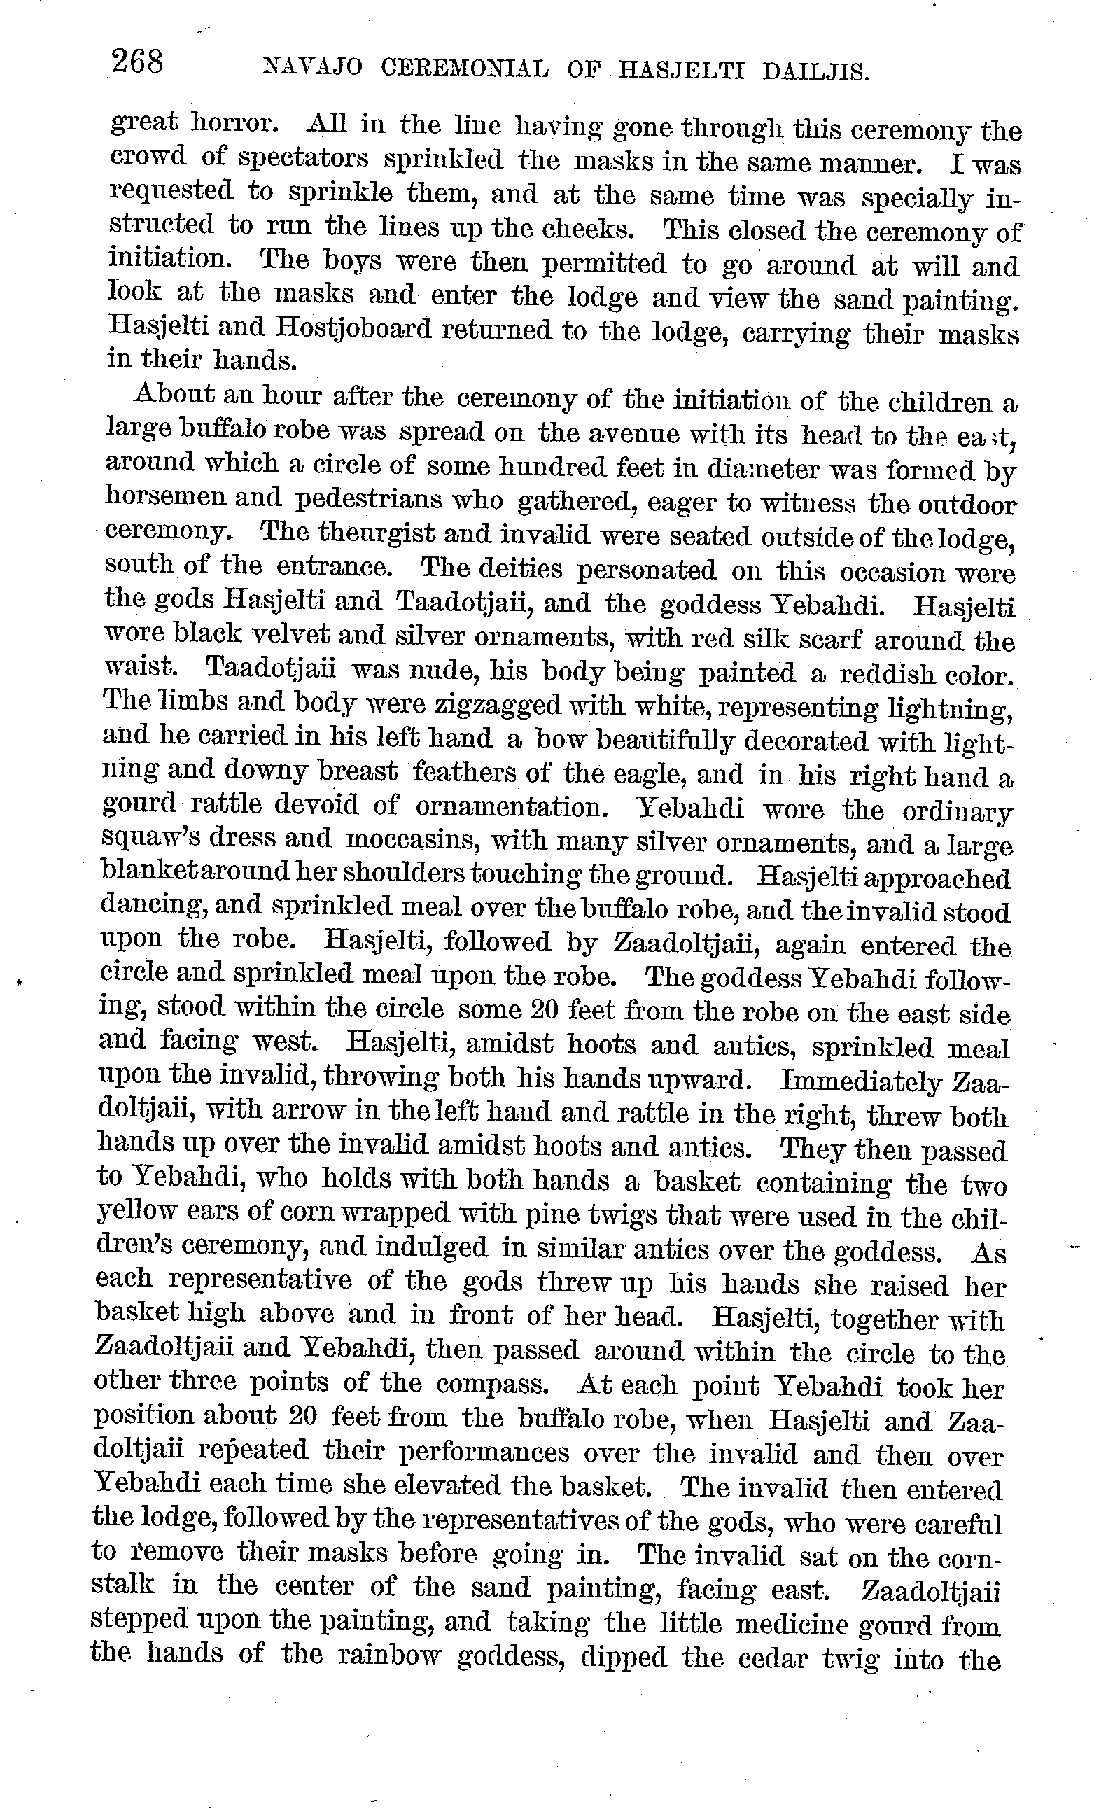 268 NAVAJO CEREMONIAL OF HASJELTI DAILJIS.
great horror. All in the line having gone through this ceremony the
crowd of spectators sprinkled the masks in the same manner. I was
requested to sprinkle them, and at the same time was specially in-
structed to run the lines up the cheeks. This closed the ceremony of
initiation. The boys were then permitted to go around at will and
look at the masks and enter the lodge and view the sand painting.
Hasjelti and Hostjoboard returned to the lodge, carrying their masks
in their hands.
About an hour after the ceremony of the initiation of the children a
large buffalo robe was spread on the avenue with its head to the east,
around which a circle of some hundred feet in diameter was formed by
horsemen and pedestrians who gathered, eager to witness the outdoor
ceremony. The theurgist and invalid were seated outside of the lodge,
south of the entrance. The deities personated on this occasion were
the gods Hasjelti and Taadotjaii, and the goddess Yebahdi. Hasjelti
wore black velvet and silver ornaments, with red silk scarf around the
waist. Taadotjaii was nude, his body being painted a reddish color.
The limbs and body were zigzagged with white, representing lightning,
and he carried in his left hand a bow beautifully decorated with light-
ning and downy breast feathers of the eagle, and in his right hand a
gourd rattle devoid of ornamentation. Yebahdi wore the ordinary
squaw's dress and moccasins, with many silver ornaments, and a large
blanket around her shoulders touching the ground. Hasjelti approached
dancing, and sprinkled meal over the buffalo robe, and the invalid stood
upon the robe. Hasjelti, followed by Zaadoltjaii, again entered the
circle and sprinkled meal upon the robe. The goddess Yebahdi follow-
ing, stood within the circle some 20 feet from the robe on the east side
and facing west. Hasjelti, amidst hoots and antics, sprinkled meal
upon the invalid, throwing both his hands upward. Immediately Zaa-
doltjaii, with arrow in the left hand and rattle in the right, threw both
hands up over the invalid amidst hoots and antics. They then passed
to Yebahdi, who holds with both hands a basket containing the two
yellow ears of corn wrapped with pine twigs that were used in the chil-
dren's ceremony, and indulged in similar antics over the goddess. As
each representative of the gods threw up his hands she raised her
basket high above and in front of her head. Hasjelti, together with
Zaadoltjaii and Yebahdi, then passed around within the circle to the
other three points of the compass. At each point Yebahdi took her
position about 20 feet from the buffalo robe, when Hasjelti and Zaa-
doltjaii repeated their performances over the invalid and then over
Yebahdi each time she elevated the basket. The invalid then entered
the lodge, followed by the representatives of the gods, who were careful
to remove their masks before going in. The invalid sat on the corn-
stalk in the center of the sand painting, facing east. Zaadoltjaii
stepped upon the painting, and taking the little medicine gourd from
the hands of the rainbow goddess, dipped the cedar twig into the